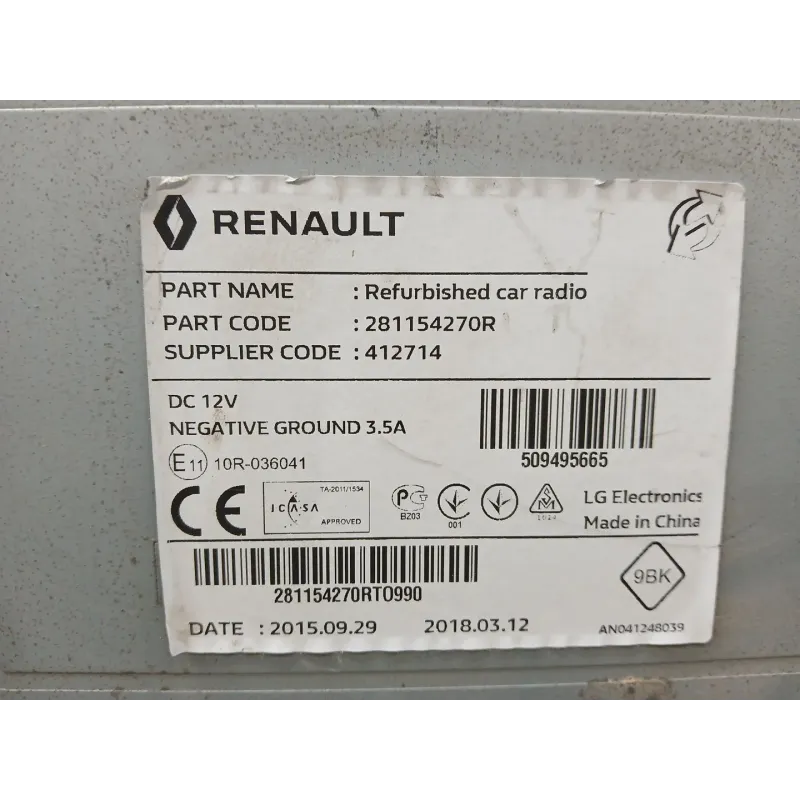 RENAULT
PART NAME : Refurbished car radio
PART CODE : 281154270R
SUPPLIER CODE : 412714
DC 12V
NEGATIVE GROUND 3.5A
509495665
E11 10R-036041
CE
TA-2011/1534
ICASA
APPROVED
BZ03
001
LG Electronics
Made in China
281154270RT0990
9BK
DATE : 2015.09.29 2018.03.12
AN041248039